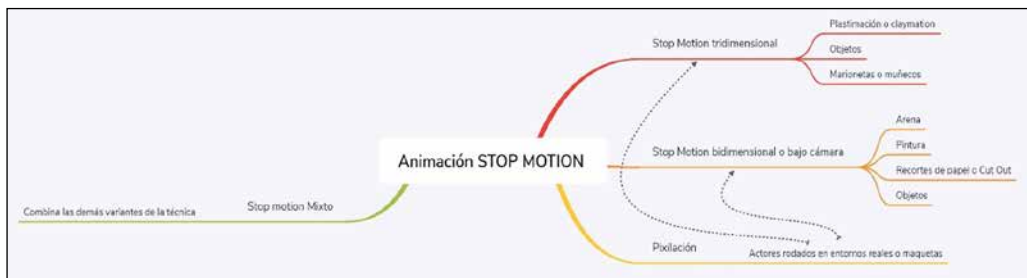 Animación STOP MOTION
Stop Motion tridimensional
Plastimación o claymation
Objetos
Marionetas o muñecos
Stop Motion bidimensional o bajo cámara
Arena
Pintura
Recortes de papel o Cut Out
Objetos
Pixilación
Actores rodados en entornos reales o maquetas
Stop motion Mixto
Combina las demás variantes de la técnica